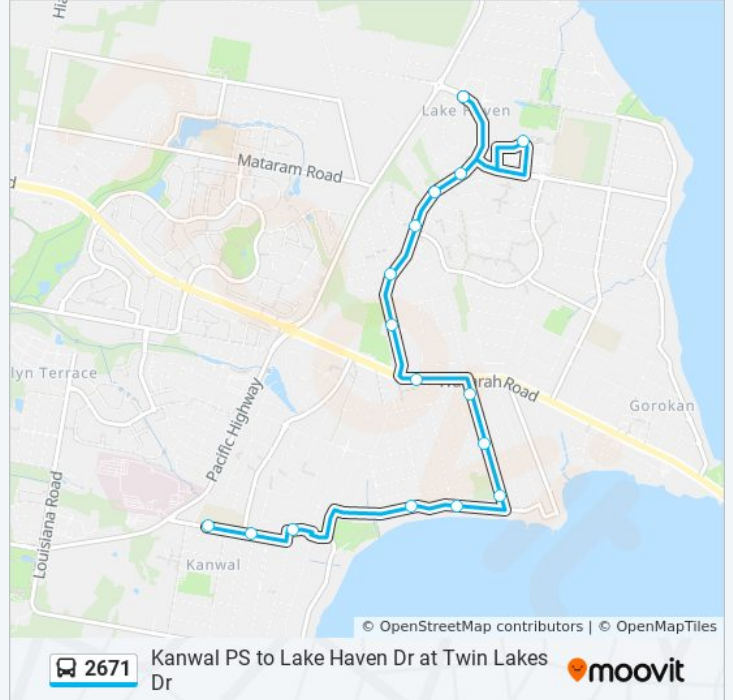 Hia
Lake Haven
Mataram Road
d
lyn Terrace
Pacific Highway
Road
Gorokan
Louisiana Road
Kanwal
© OpenStreetMap contributors | © OpenMapTiles
2671
Kanwal PS to Lake Haven Dr at Twin Lakes
Dr
moovit